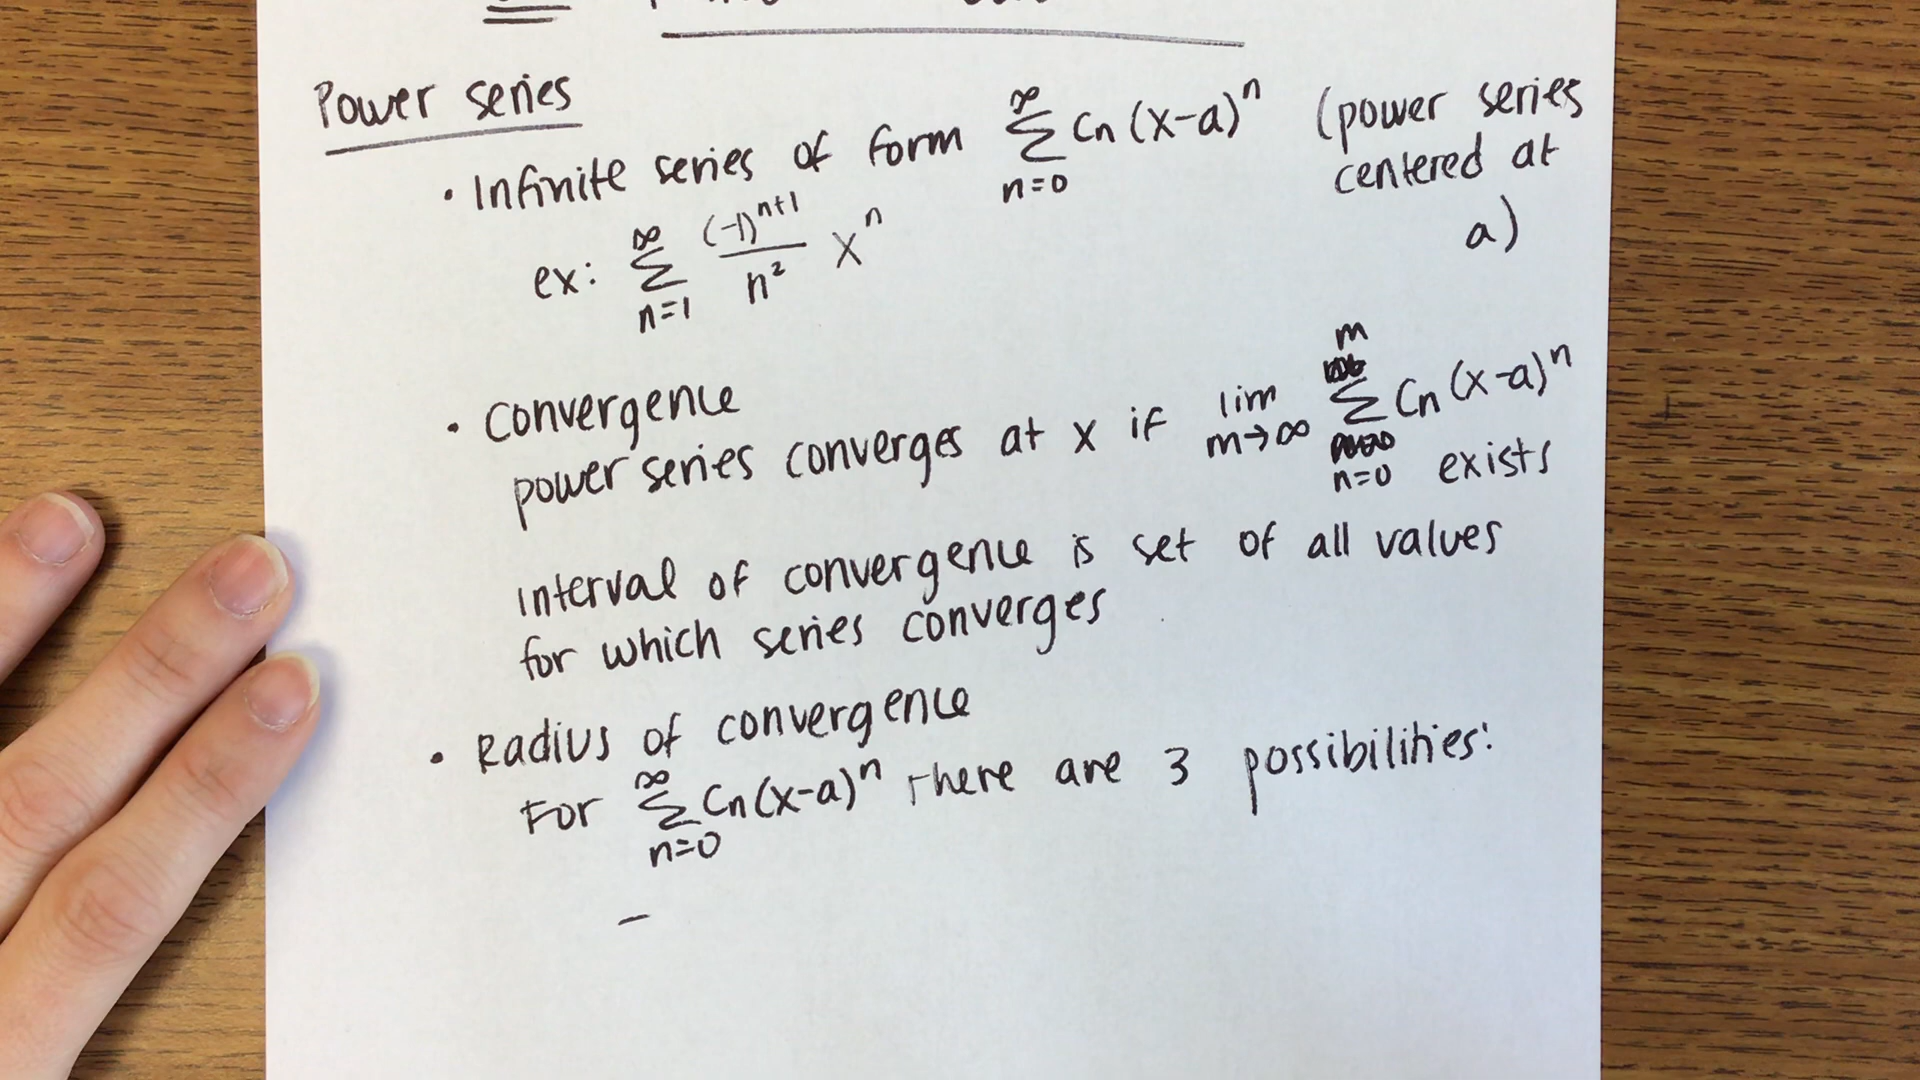 Power series
• Infinite series of form ∞ Σ n=0 Cn (x-a)^n (power series
centered at
a)
ex: ∞ Σ n=1 (-1)^n+1 / n² x^n
• Convergence
power series converges at x if lim m→∞ m Σ n=0 Cn (x-a)^n
exists
interval of convergence is set of all values
for which series converges
• Radius of convergence
For ∞ Σ n=0 Cn (x-a)^n there are 3 possibilities:
–